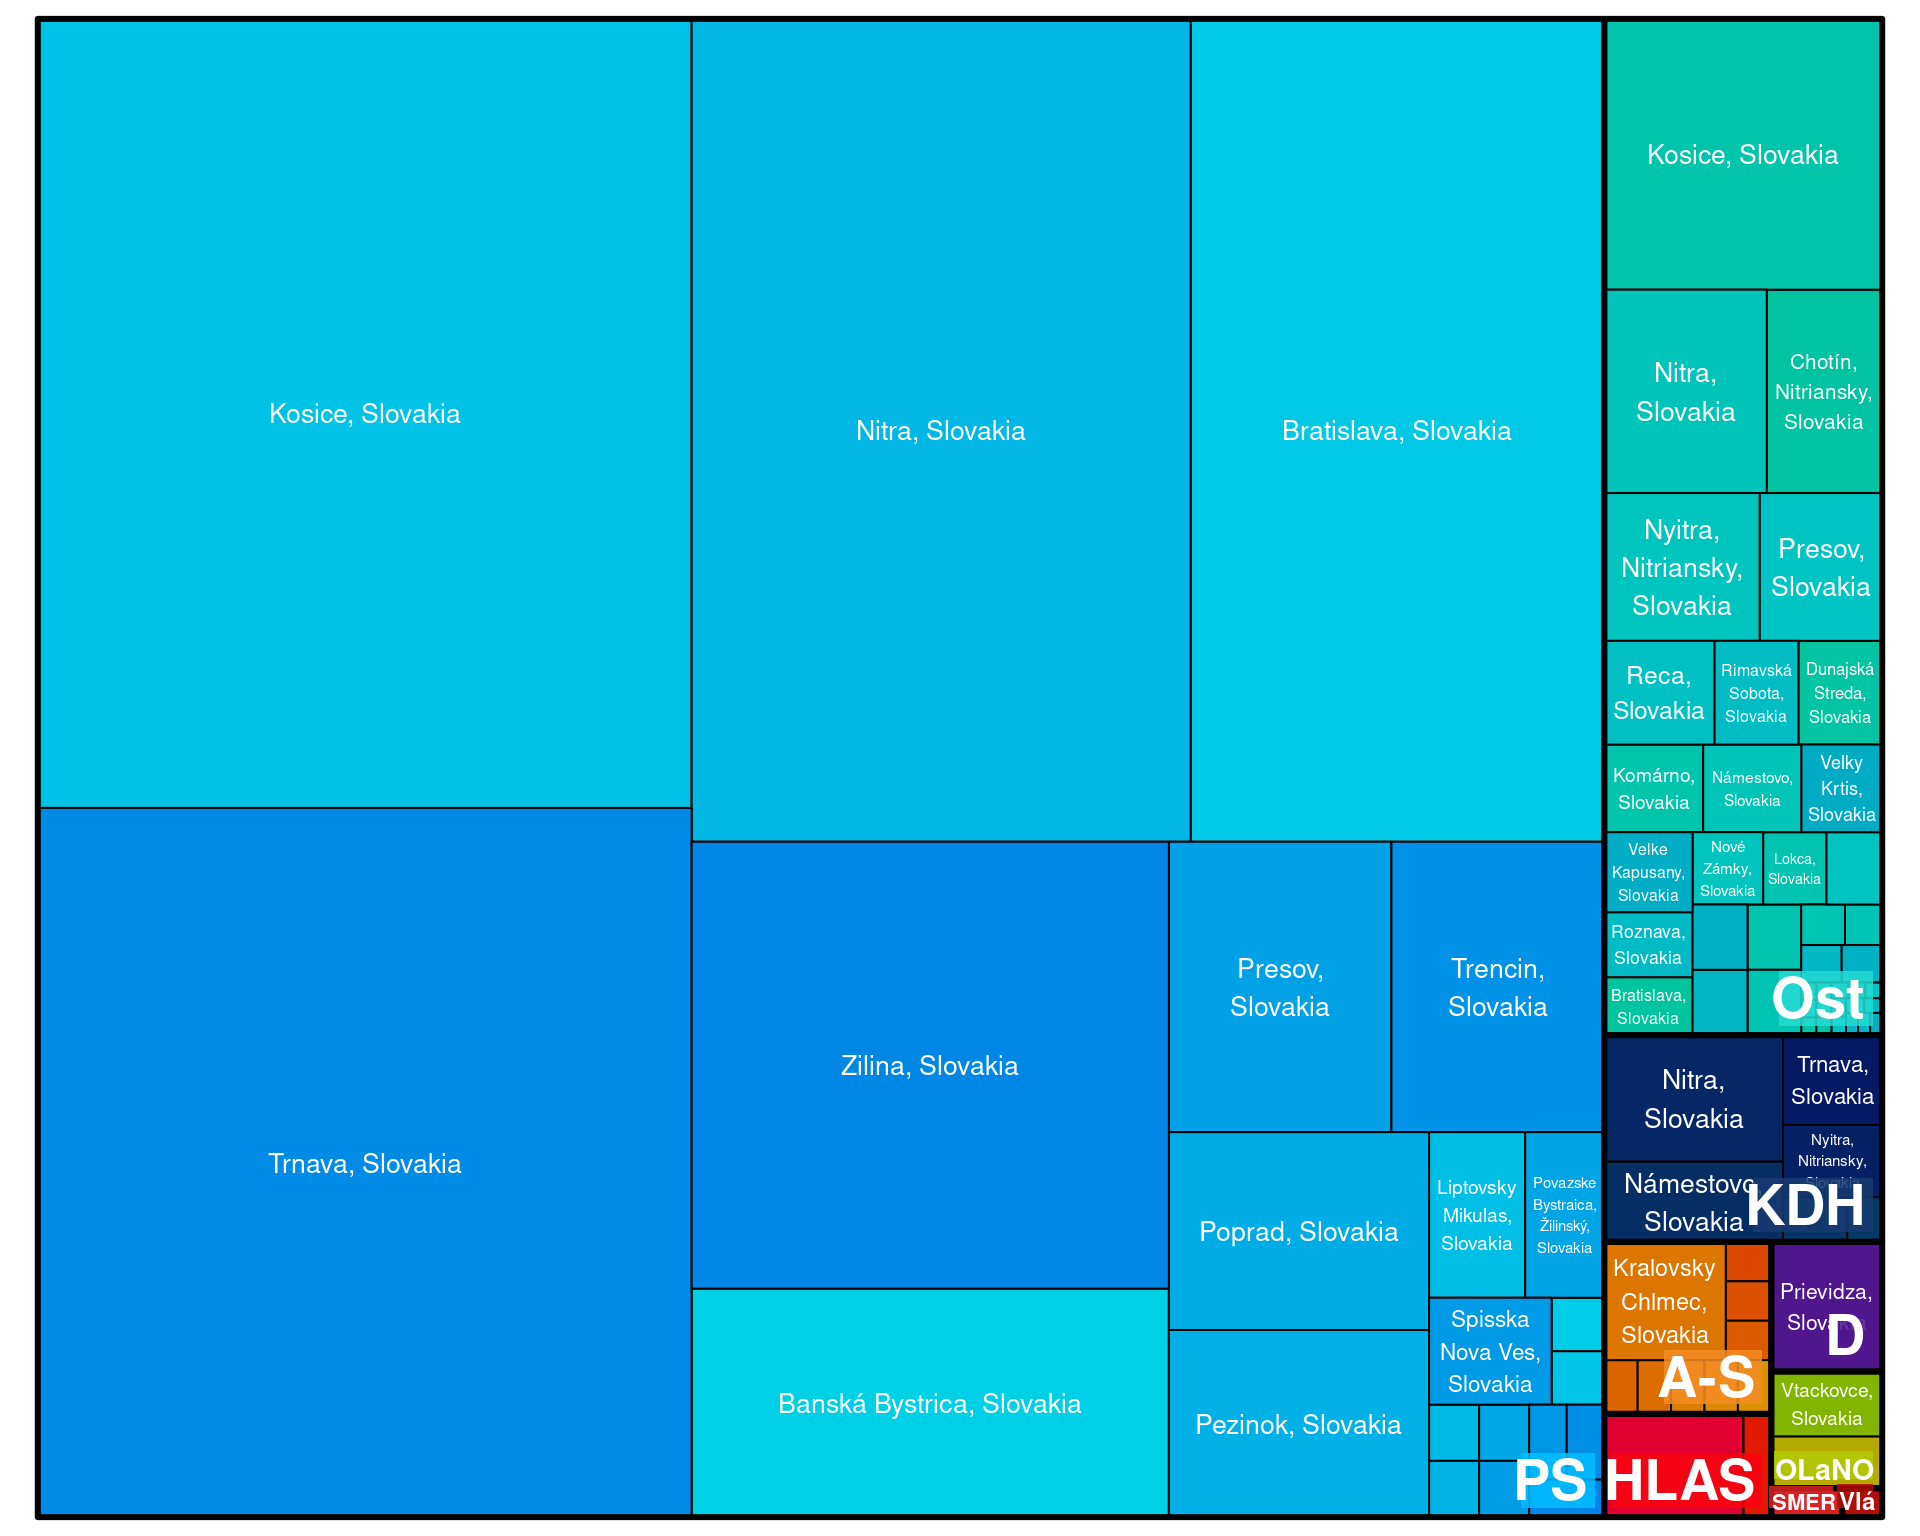 Kosice, Slovakia
Trnava, Slovakia
Nitra, Slovakia
Bratislava, Slovakia
Zilina, Slovakia
Banská Bystrica, Slovakia
Presov,
Slovakia
Trencin,
Slovakia
Poprad, Slovakia
Pezinok, Slovakia
Liptovsky
Mikulas,
Slovakia
Povazske
Bystraica,
Žilinský,
Slovakia
Spisska
Nova Ves,
Slovakia
PS
Kosice, Slovakia
Nitra,
Slovakia
Chotín,
Nitriansky,
Slovakia
Nyitra,
Nitriansky,
Slovakia
Presov,
Slovakia
Reca,
Slovakia
Rimavská
Sobota,
Slovakia
Dunajská
Streda,
Slovakia
Komárno,
Slovakia
Námestovo,
Slovakia
Velky
Krtis,
Slovakia
Velke
Kapusany,
Slovakia
Nové
Zámky,
Slovakia
Lokca,
Slovakia
Roznava,
Slovakia
Bratislava,
Slovakia
Ost
Nitra,
Slovakia
Trnava,
Slovakia
Nyitra,
Nitriansky,
Slovakia
Námestovo,
Slovakia
KDH
Kralovsky
Chlmec,
Slovakia
A-S
Prievidza,
Slovakia
D
Vtackovce,
Slovakia
HLAS
OLaNO
SMER
Vlá